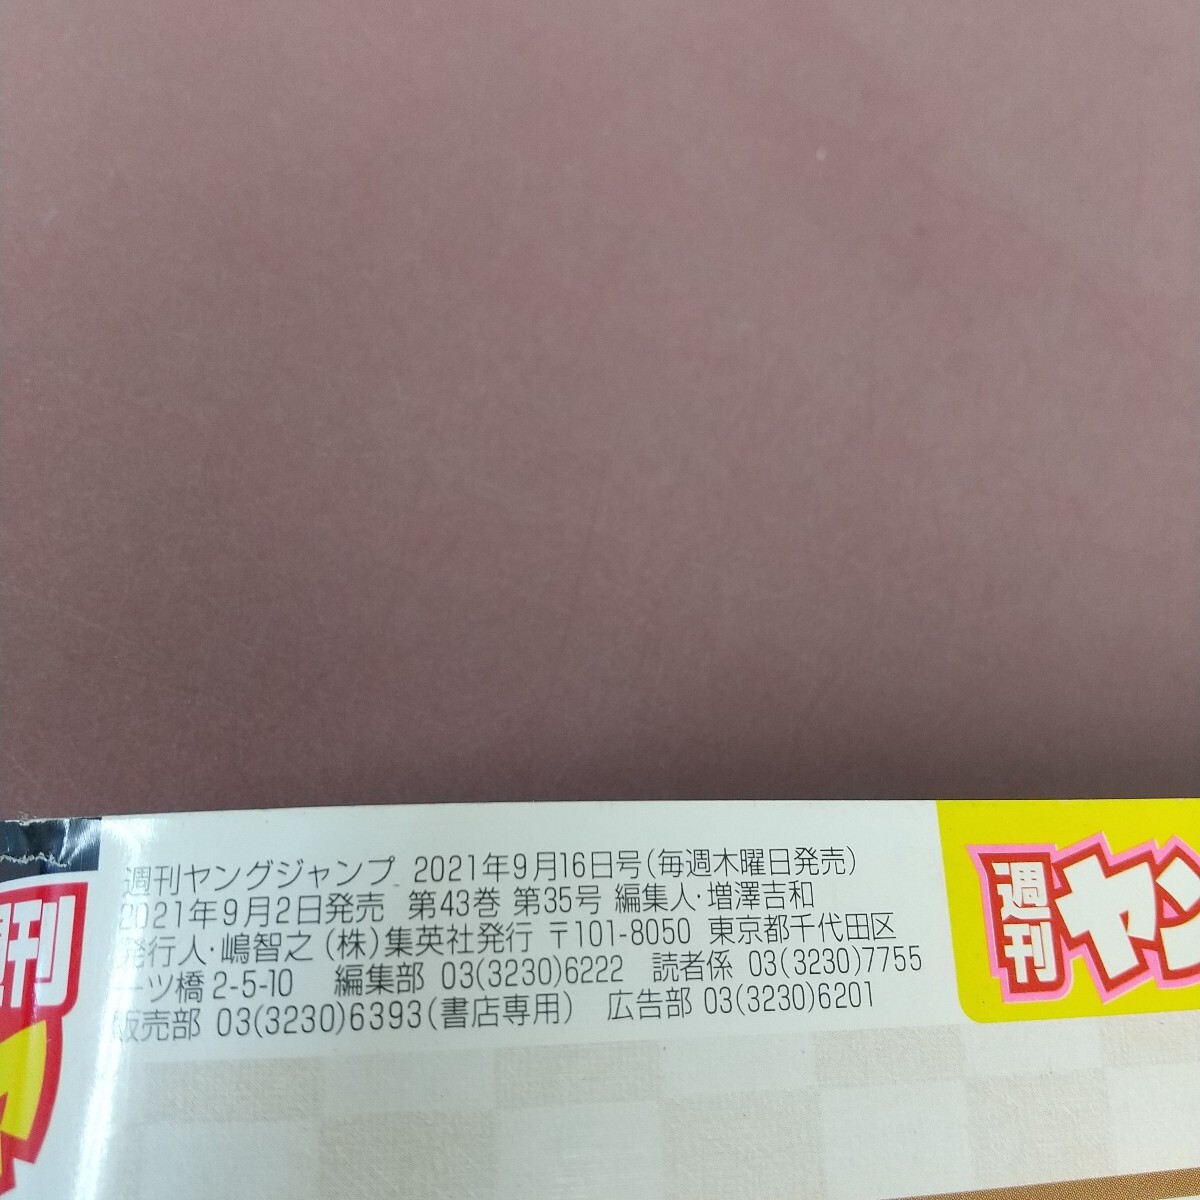 週刊ヤングジャンプ 2021年9月16日号(毎週木曜日発売)
2021年9月2日発売 第43巻 第35号 編集人・増澤吉和
発行人・嶋智之(株)集英社発行 〒101-8050 東京都千代田区
一ツ橋2-5-10 編集部 03(3230)6222 読者係 03(3230)7755
販売部 03(3230)6393(書店専用) 広告部 03(3230)6201
週刊
ヤン
刊